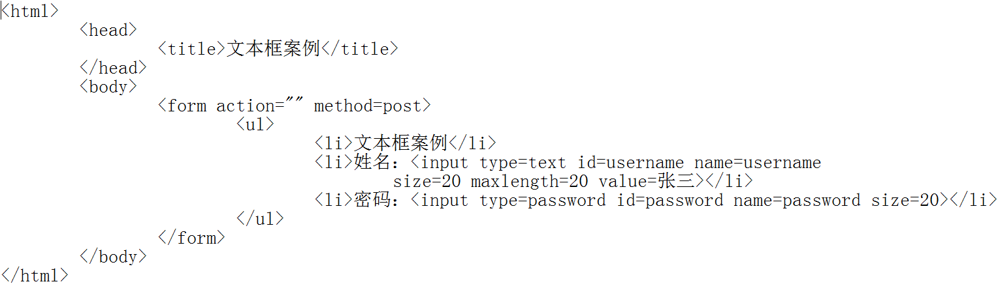 <html>
<head>
<title>文本框案例</title>
</head>
<body>
<form action="" method=post>
<ul>
<li>文本框案例</li>
<li>姓名：<input type=text id=username name=username
size=20 maxlength=20 value=张三></li>
<li>密码：<input type=password id=password name=password size=20></li>
</ul>
</form>
</body>
</html>